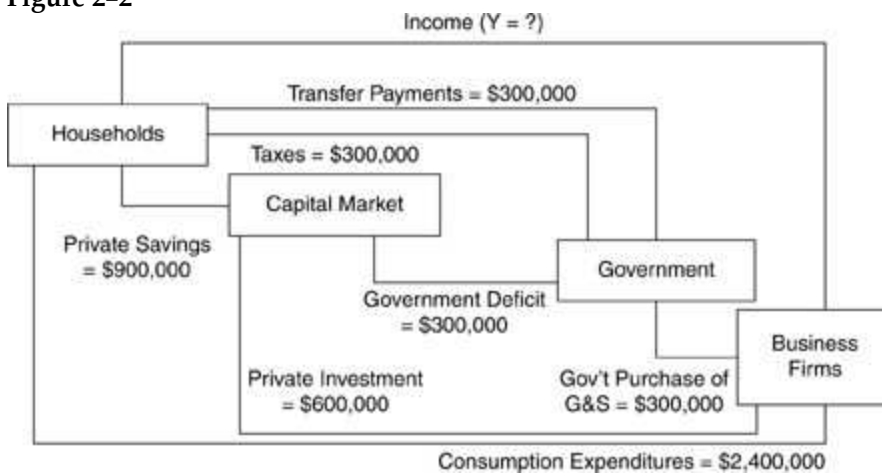 Figure 2–2
Income (Y = ?)
Transfer Payments = $300,000
Households
Taxes = $300,000
Capital Market
Private Savings
= $900,000
Government
Government Deficit
= $300,000
Business
Firms
Private Investment
= $600,000
Gov't Purchase of
G&S = $300,000
Consumption Expenditures = $2,400,000